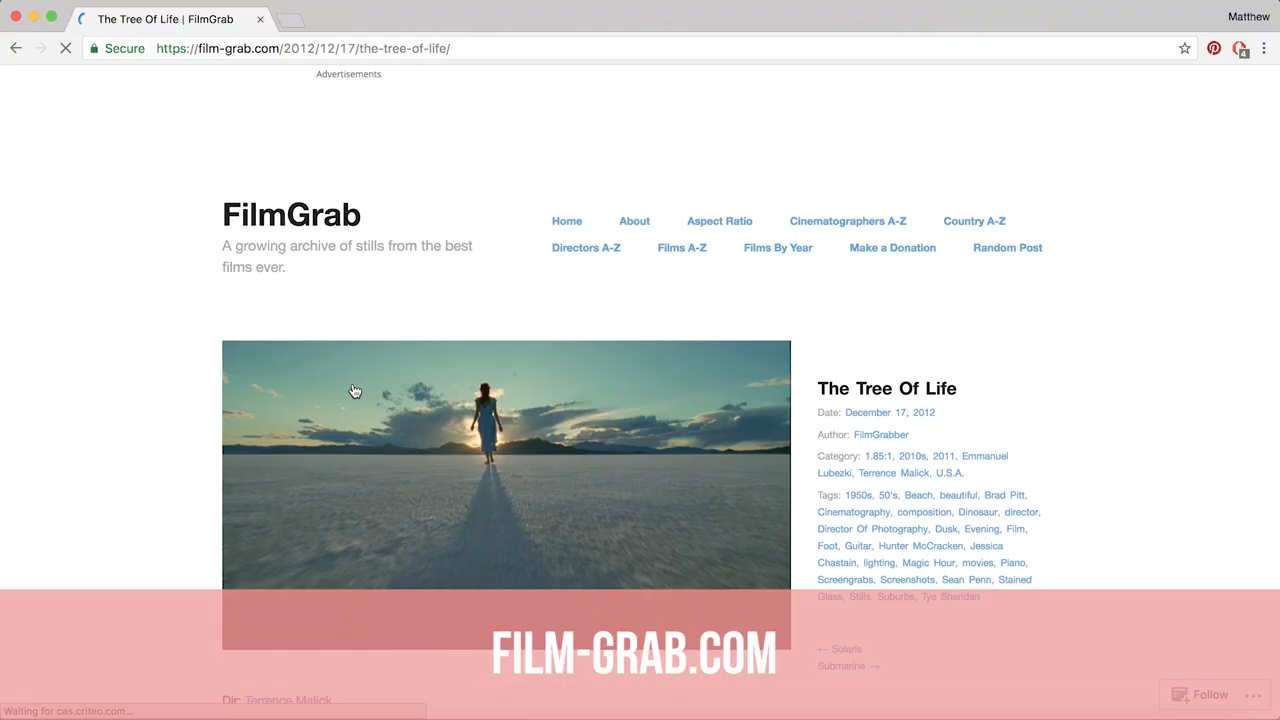 The Tree Of Life | FilmGrab
Matthew
Secure https://film-grab.com/2012/12/17/the-tree-of-life/
4
Advertisements
FilmGrab
A growing archive of stills from the best
films ever.
Home About Aspect Ratio Cinematographers A-Z Country A-Z
Directors A-Z Films A-Z Films By Year Make a Donation Random Post
The Tree Of Life
Date: December 17, 2012
Author: FilmGrabber
Category: 1.85:1, 2010s, 2011, Emmanuel
Lubezki, Terrence Malick, U.S.A.
Tags: 1950s, 50's, Beach, beautiful, Brad Pitt,
Cinematography, composition, Dinosaur, director,
Director Of Photography, Dusk, Evening, Film,
Foot, Guitar, Hunter McCracken, Jessica
Chastain, lighting, Magic Hour, movies, Piano,
Screengrabs, Screenshots, Sean Penn, Stained
Glass, Stills, Suburbs, Tye Sheridan
← Solaris
Submarine →
FILM-GRAB.COM
Dir: Terrence Malick
Follow
Waiting for cas.criteo.com...